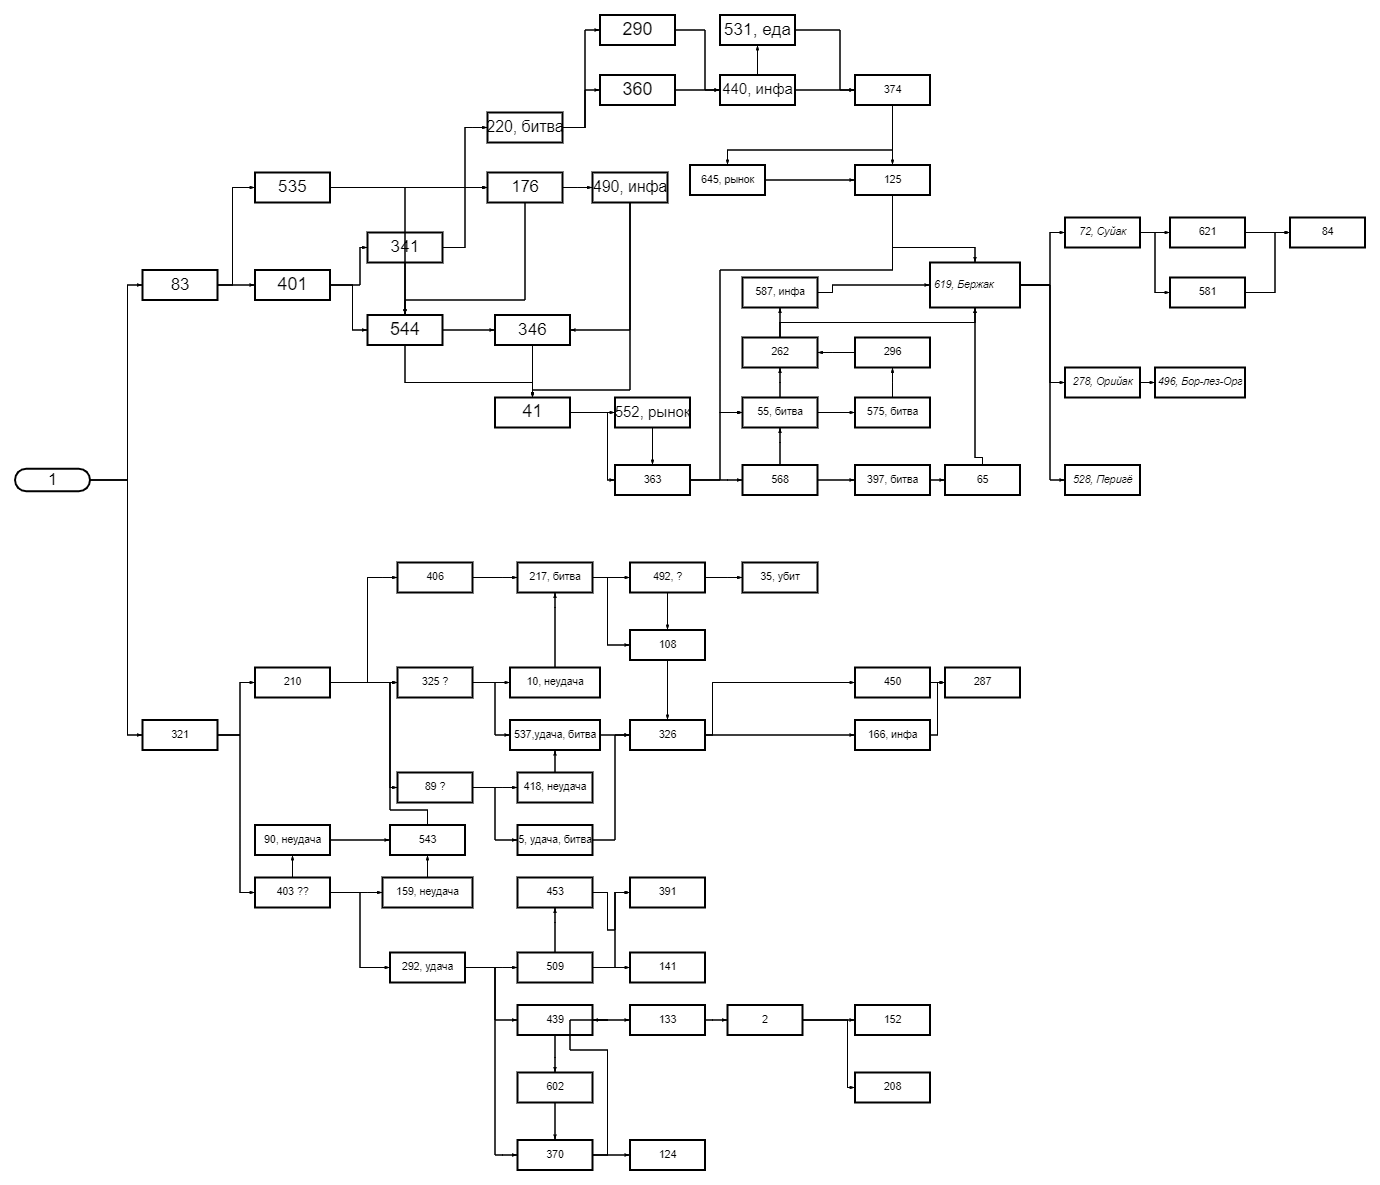 290
531, еда
360
440, инфа
374
220, битва
645, рынок
125
535
176
490, инфа
72, Суйак
621
84
341
83
401
587, инфа
619, Бержак
581
544
346
262
296
278, Орийак
496, Бор-лез-Орг
41
552, рынок
55, битва
575, битва
1
363
568
397, битва
65
528, Перигё
406
217, битва
492, ?
35, убит
108
210
325 ?
10, неудача
450
287
321
537,удача, битва
326
166, инфа
89 ?
418, неудача
90, неудача
543
5, удача, битва
403 ??
159, неудача
453
391
292, удача
509
141
439
133
2
152
602
208
370
124